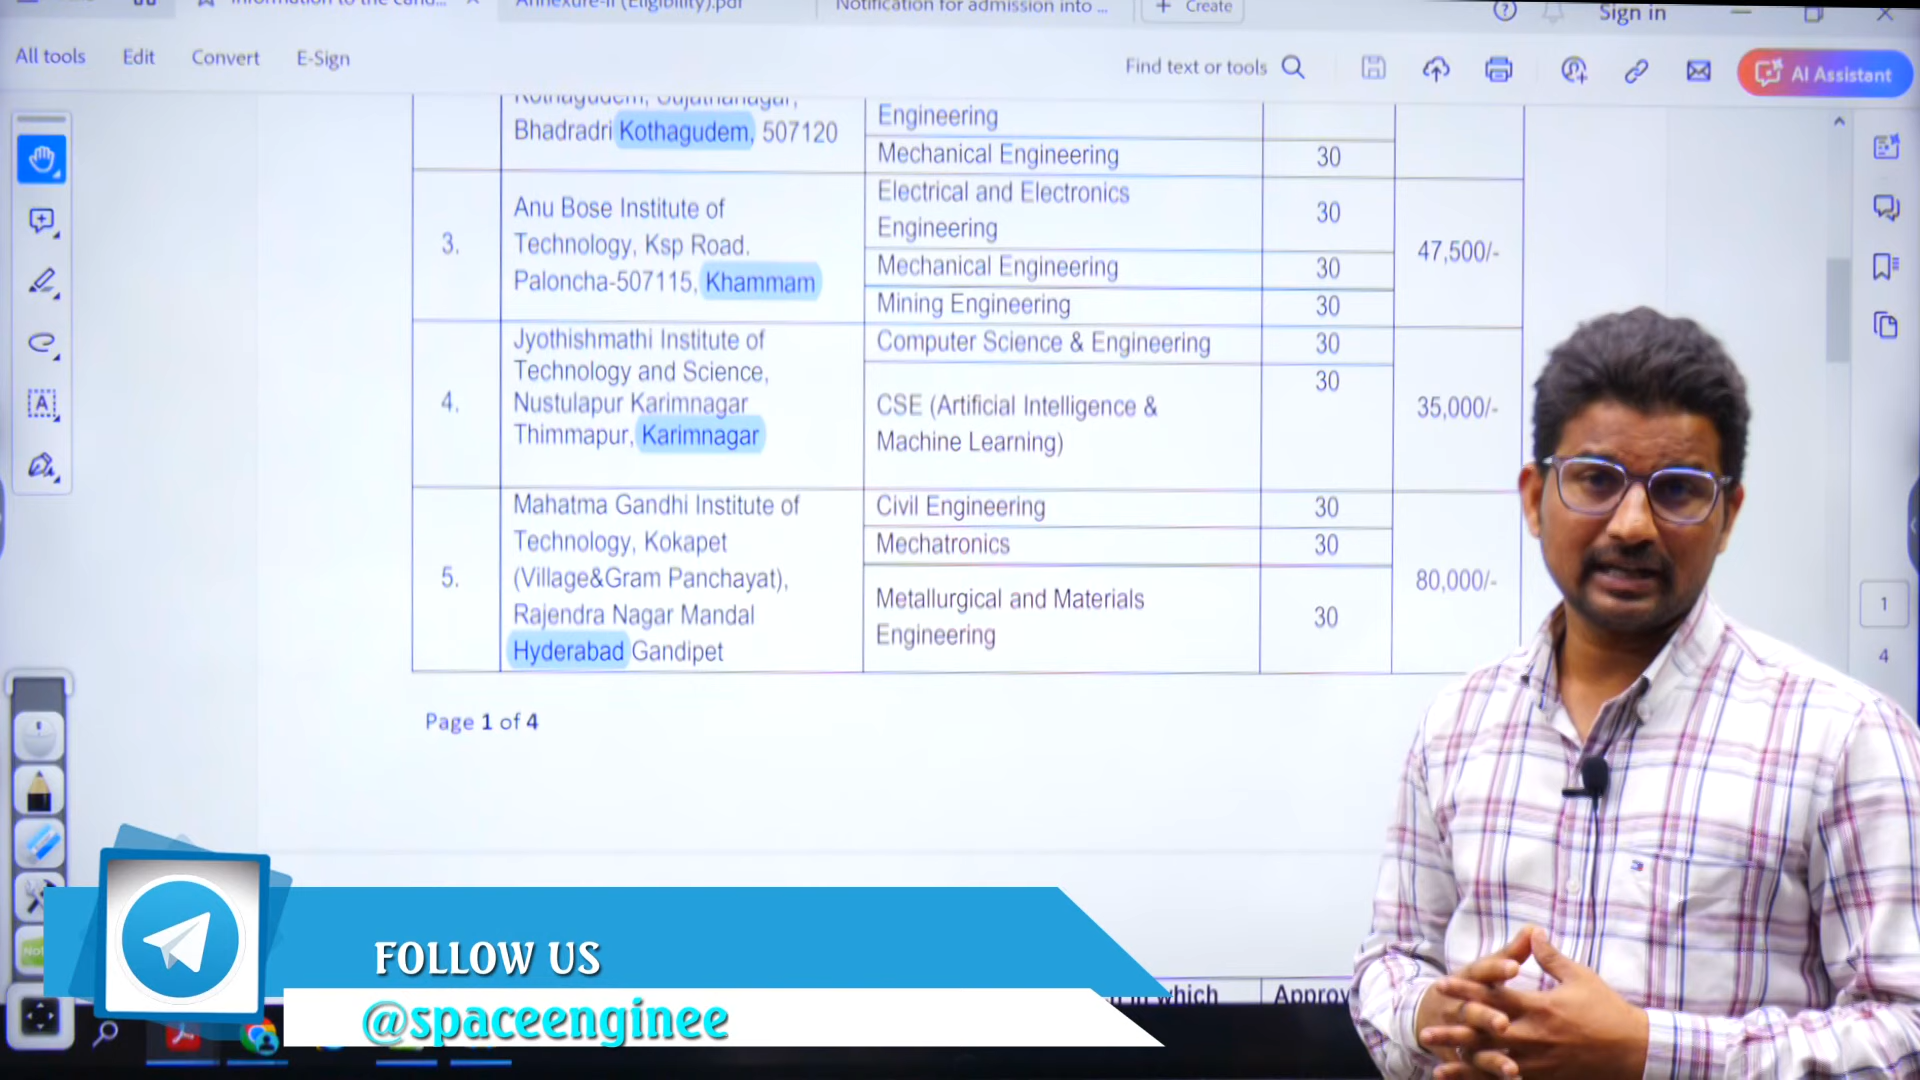 Annexure-II (Eligibility).pdf
Notification for admission into ...
+ Create
Sign in
All tools
Edit
Convert
E-Sign
Find text or tools
AI Assistant
Bhadradri Kothagudem, 507120
Engineering
Mechanical Engineering
30
3.
Anu Bose Institute of
Technology, Ksp Road.
Paloncha-507115, Khammam
Electrical and Electronics
Engineering
30
Mechanical Engineering
30
Mining Engineering
30
47,500/-
4.
Jyothishmathi Institute of
Technology and Science,
Nustulapur Karimnagar
Thimmapur, Karimnagar
Computer Science & Engineering
30
CSE (Artificial Intelligence &
Machine Learning)
30
35,000/-
5.
Mahatma Gandhi Institute of
Technology, Kokapet
(Village&Gram Panchayat),
Rajendra Nagar Mandal
Hyderabad Gandipet
Civil Engineering
30
Mechatronics
30
Metallurgical and Materials
Engineering
30
80,000/-
1
4
Page 1 of 4
which
FOLLOW US
@spaceenginee